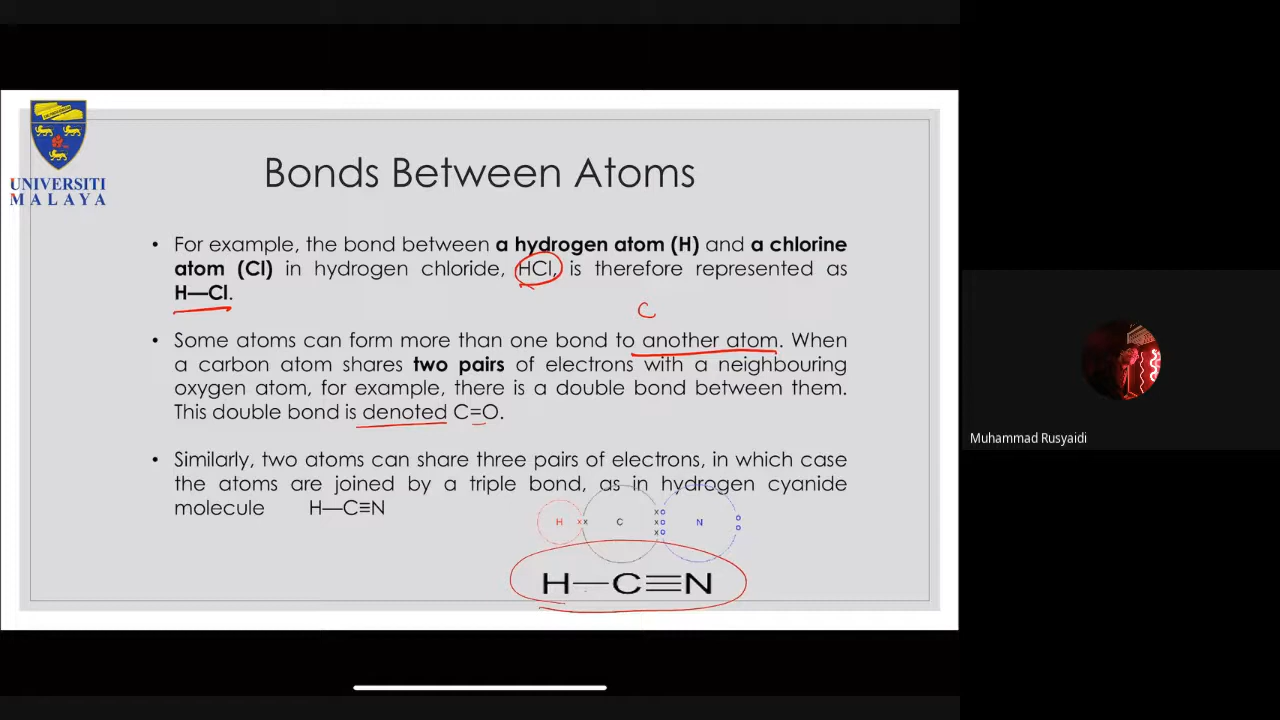 UNIVERSITI
MALAYA
Bonds Between Atoms
• For example, the bond between a hydrogen atom (H) and a chlorine
atom (Cl) in hydrogen chloride, HCl, is therefore represented as
H—Cl.
C
• Some atoms can form more than one bond to another atom. When
a carbon atom shares two pairs of electrons with a neighbouring
oxygen atom, for example, there is a double bond between them.
This double bond is denoted C=O.
• Similarly, two atoms can share three pairs of electrons, in which case
the atoms are joined by a triple bond, as in hydrogen cyanide
molecule H—C≡N
H C N
H—C≡N
Muhammad Rusyaidi